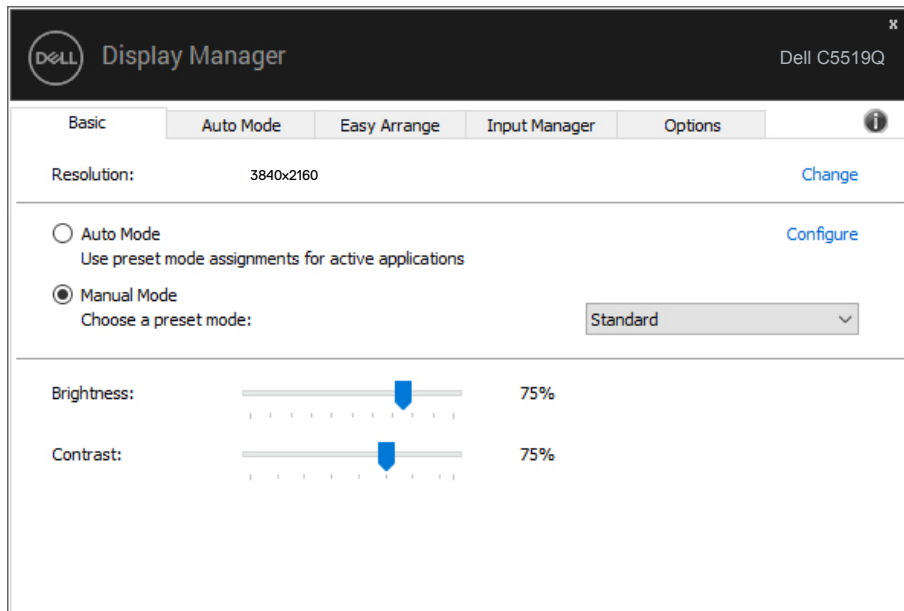 x
DELL Display Manager Dell C5519Q
Basic Auto Mode Easy Arrange Input Manager Options i
Resolution: 3840x2160 Change
Auto Mode Configure
Use preset mode assignments for active applications
Manual Mode
Choose a preset mode: Standard
Brightness: 75%
Contrast: 75%